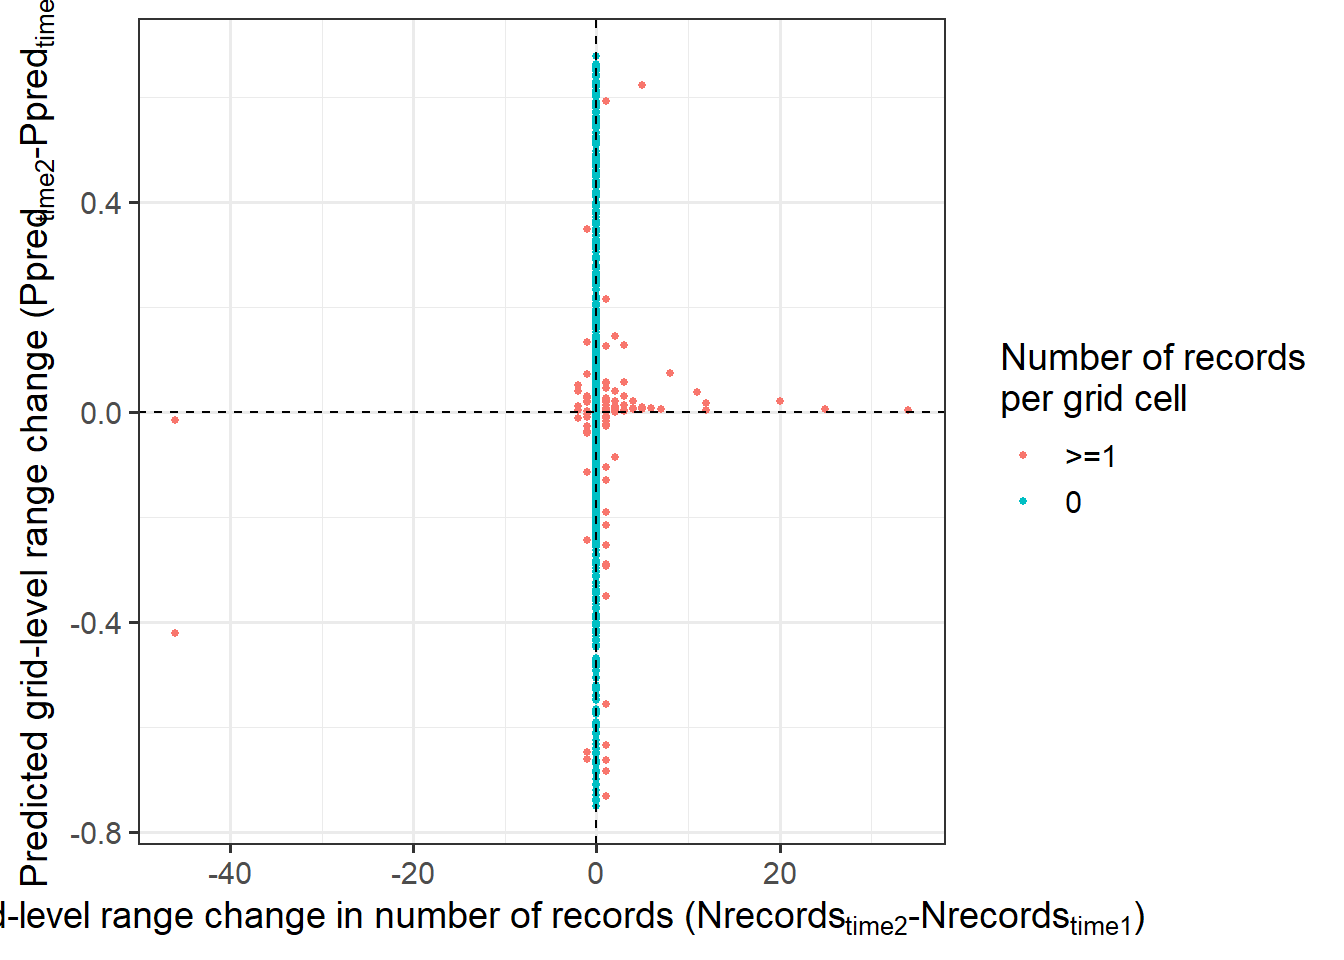 Predicted grid-level range change (Ppredtime2-Ppredtime
0.4
0.0
-0.4
-0.8
-40
-20
0
20
d-level range change in number of records (Nrecordstime2-Nrecordstime1)
Number of records
per grid cell
>=1
0